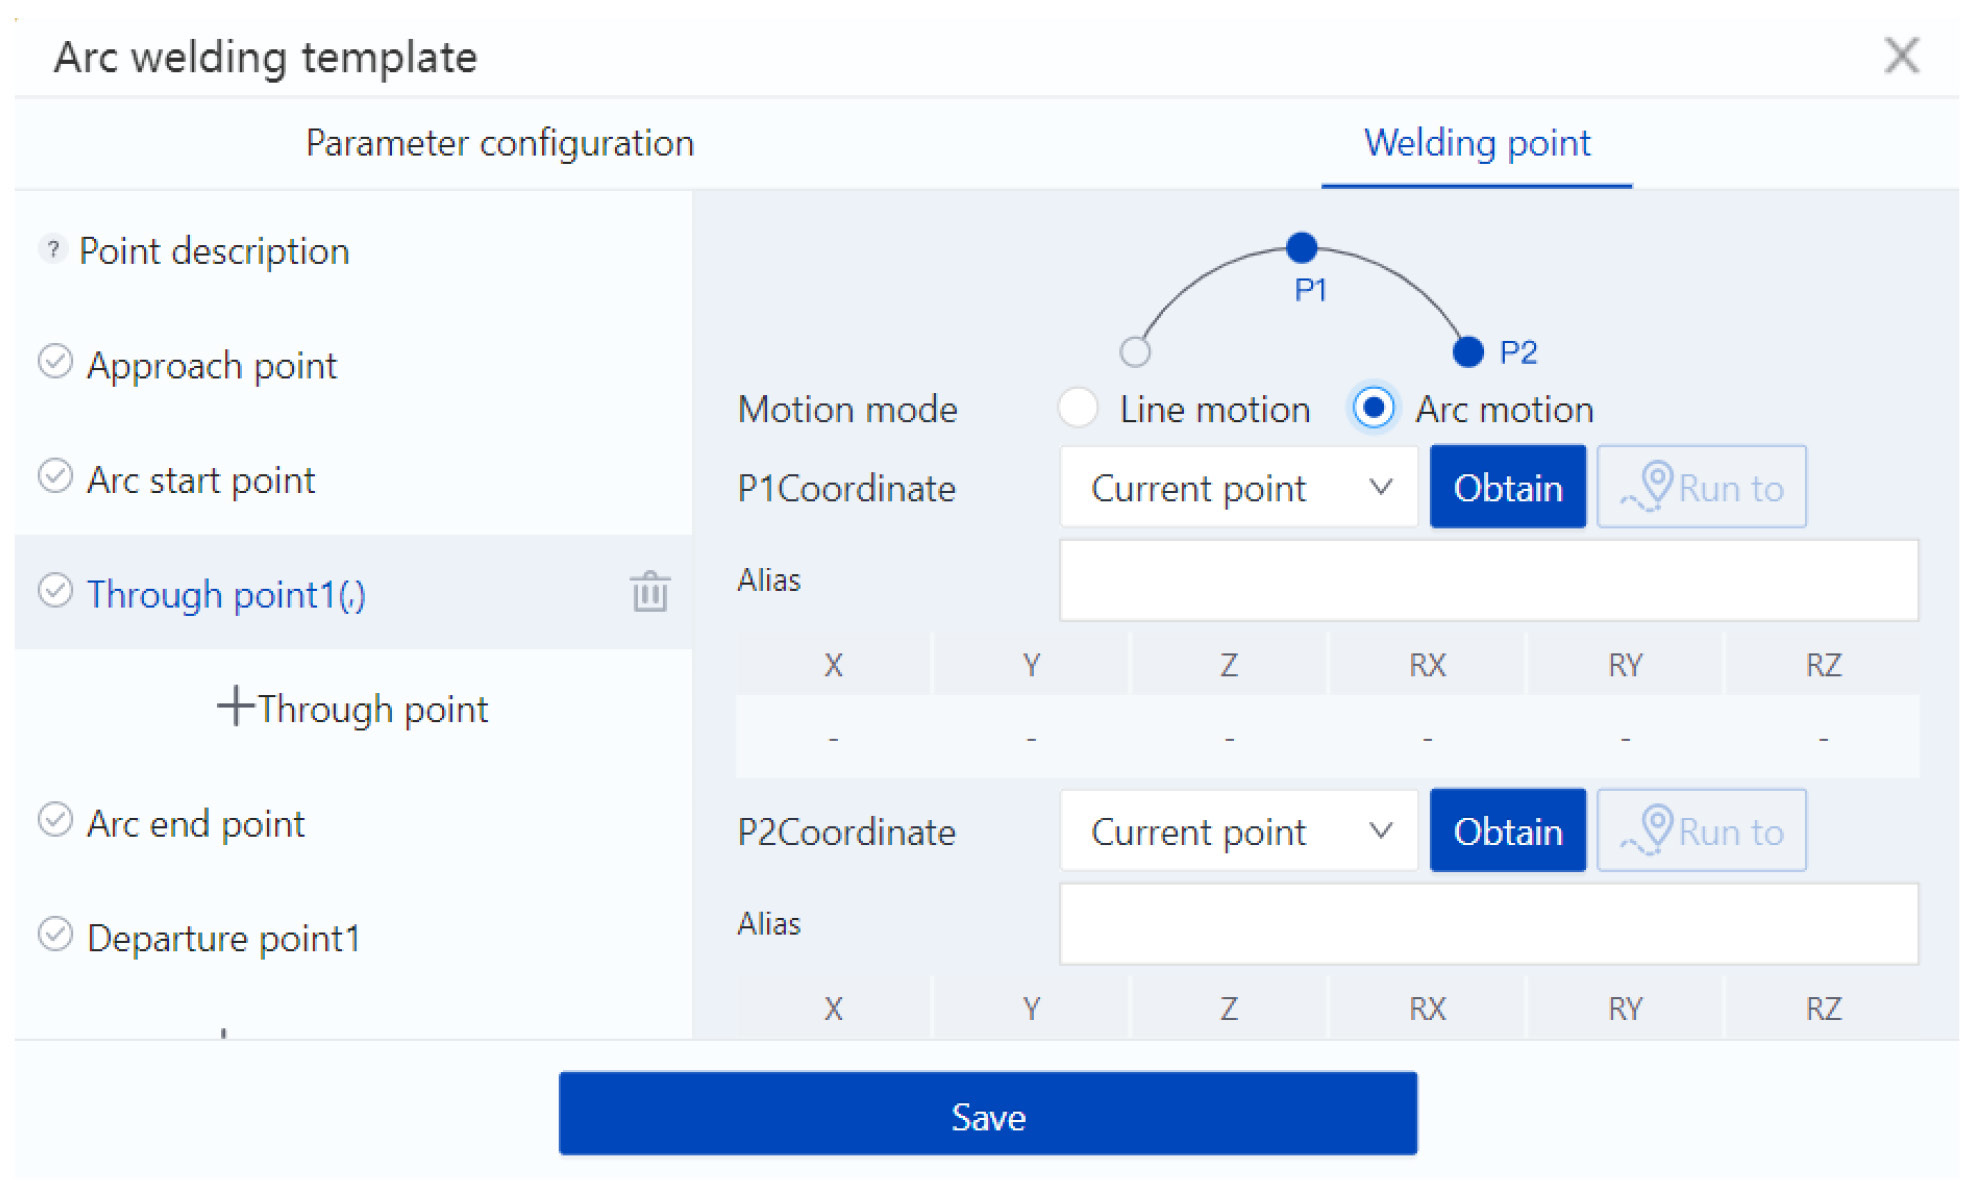 Arc welding template
Parameter configuration
Welding point
? Point description
Approach point
Arc start point
Through point1(,)
Through point
Arc end point
Departure point1
P1
P2
Motion mode Line motion Arc motion
P1Coordinate Current point Obtain Run to
Alias
X Y Z RX RY RZ
- - - - - -
P2Coordinate Current point Obtain Run to
Alias
X Y Z RX RY RZ
Save